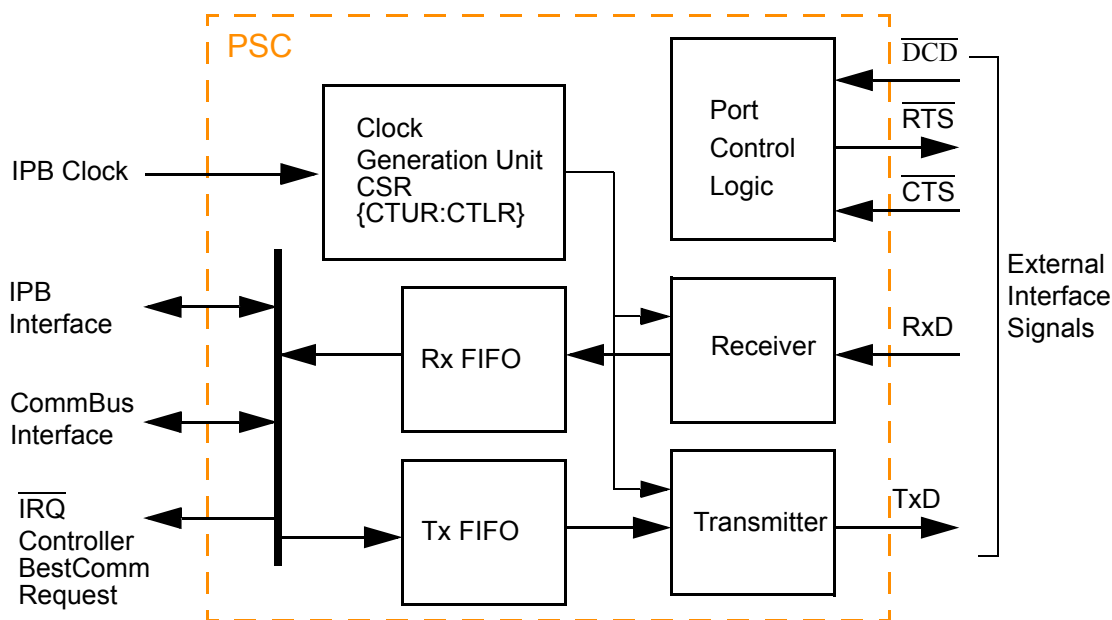 PSC
IPB Clock
IPB
Interface
CommBus
Interface
IRQ
Controller
BestComm
Request
Clock
Generation Unit
CSR
{CTUR:CTLR}
Rx FIFO
Tx FIFO
Port
Control
Logic
Receiver
Transmitter
DCD
RTS
CTS
RxD
TxD
External
Interface
Signals